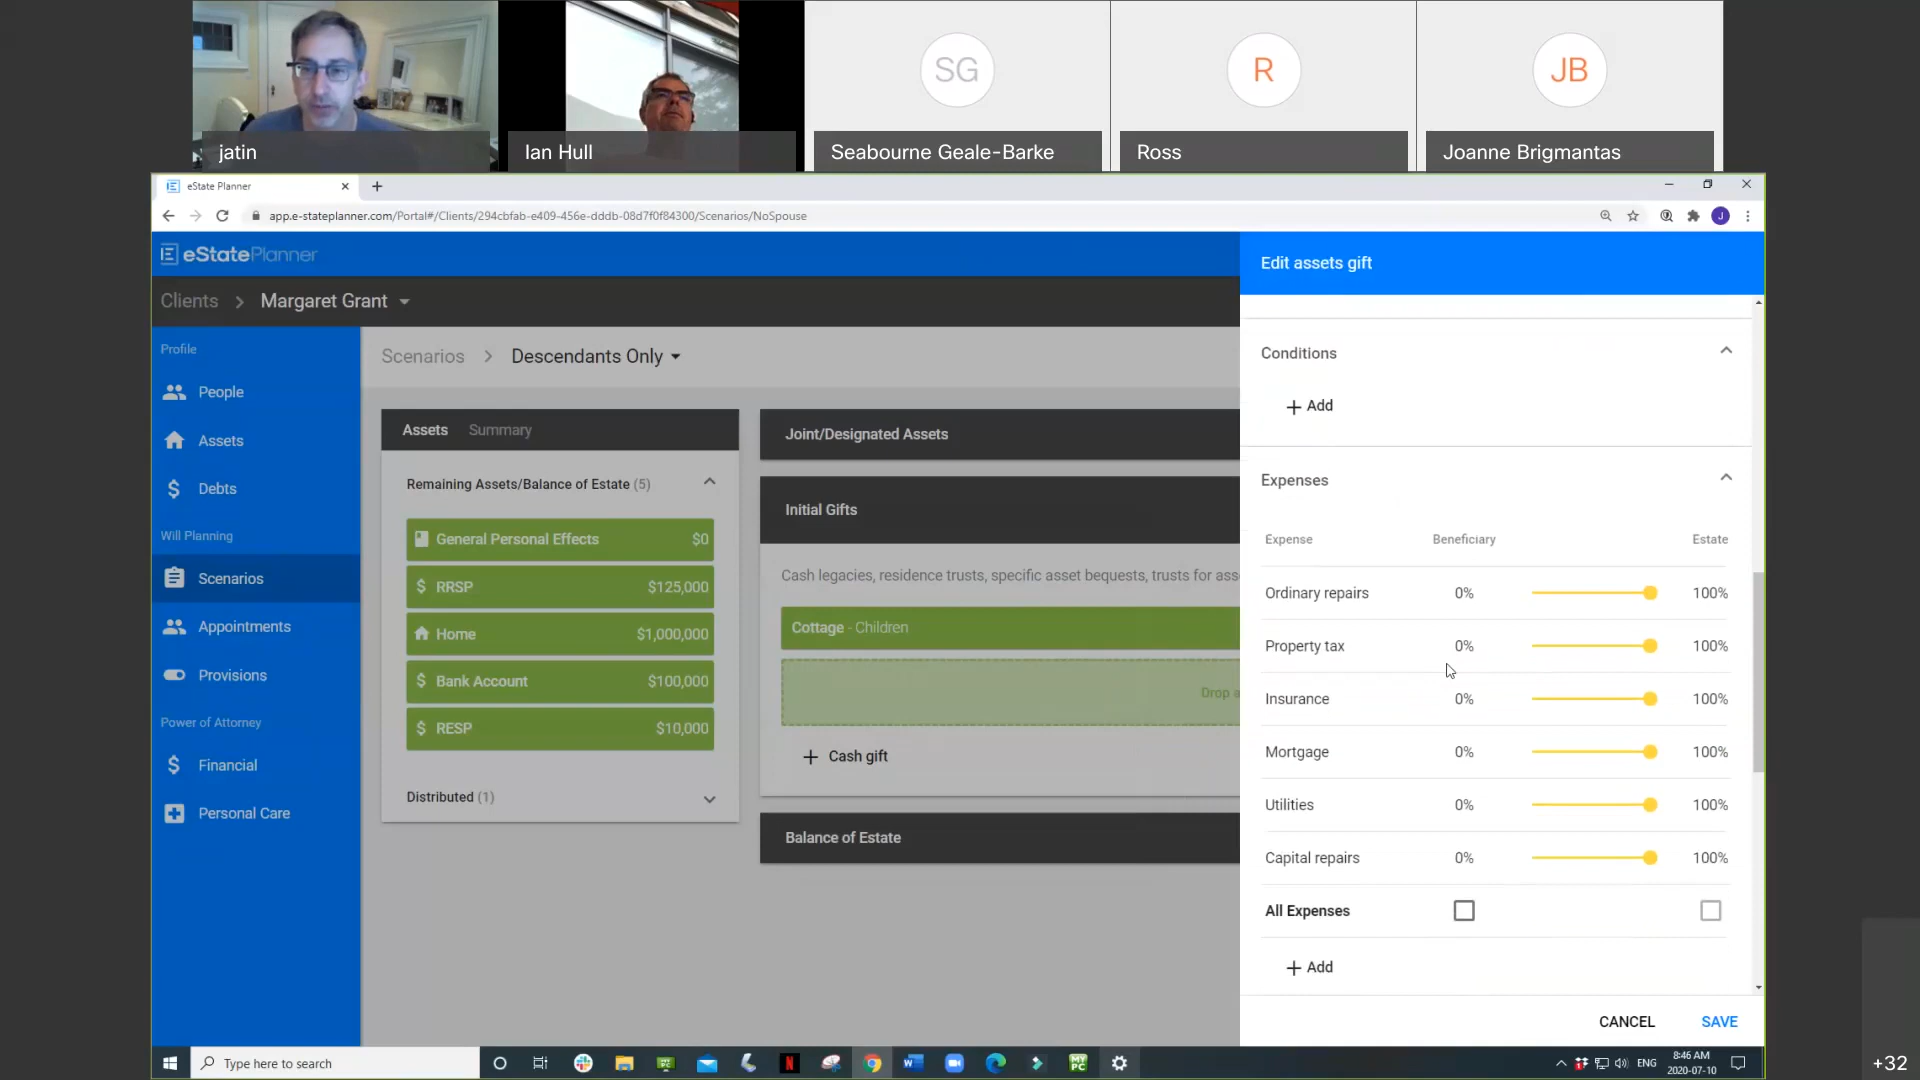 SG
R
JB
jatin
Ian Hull
Seabourne Geale-Barke
Ross
Joanne Brigmantas
eState Planner
app.e-stateplanner.com/Portal#/Clients/294cbfab-e409-456e-dddb-08d7f0f84300/Scenarios/NoSpouse
J
eStatePlanner
Clients > Margaret Grant
Profile
People
Assets
Debts
Will Planning
Scenarios
Appointments
Provisions
Power of Attorney
Financial
Personal Care
Scenarios > Descendants Only
Assets Summary
Remaining Assets/Balance of Estate (5)
General Personal Effects $0
RRSP $125,000
Home $1,000,000
Bank Account $100,000
RESP $10,000
Distributed (1)
Joint/Designated Assets
Initial Gifts
Cash legacies, residence trusts, specific asset bequests, trusts for ass
Cottage - Children
Drop a
+ Cash gift
Balance of Estate
Edit assets gift
Conditions
+ Add
Expenses
Expense Beneficiary Estate
Ordinary repairs 0% 100%
Property tax 0% 100%
Insurance 0% 100%
Mortgage 0% 100%
Utilities 0% 100%
Capital repairs 0% 100%
All Expenses
+ Add
CANCEL SAVE
Type here to search
ENG
8:46 AM
2020-07-10
+32